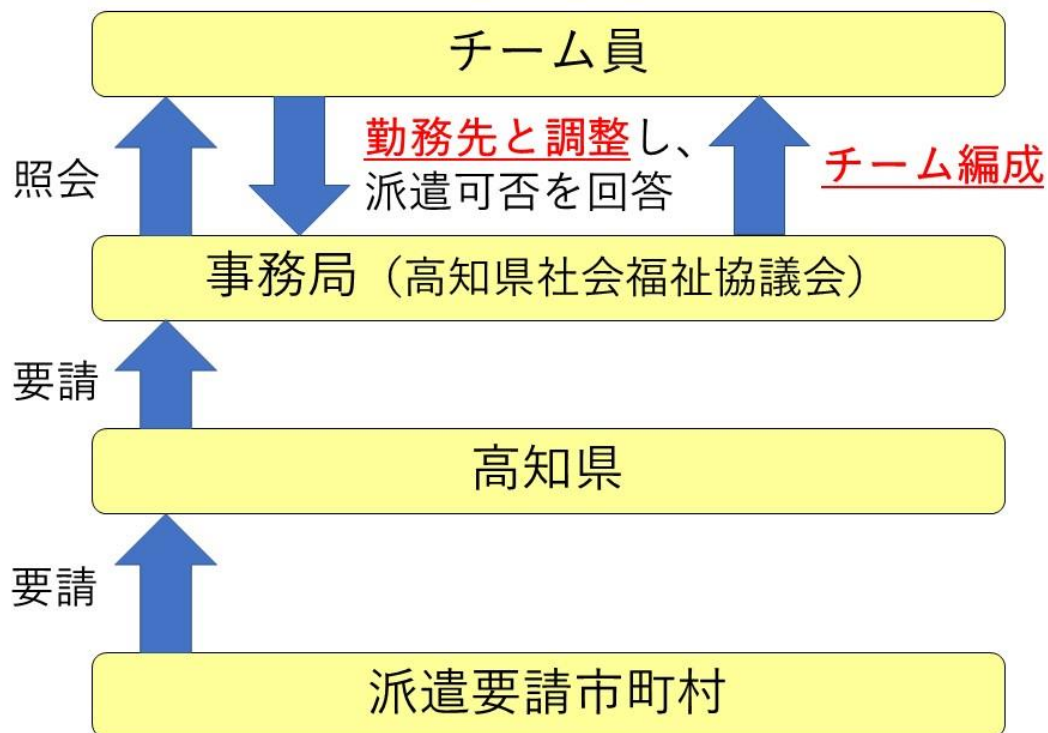 チーム員
照会
勤務先と調整し、
派遣可否を回答
チーム編成
事務局（高知県社会福祉協議会）
要請
高知県
要請
派遣要請市町村